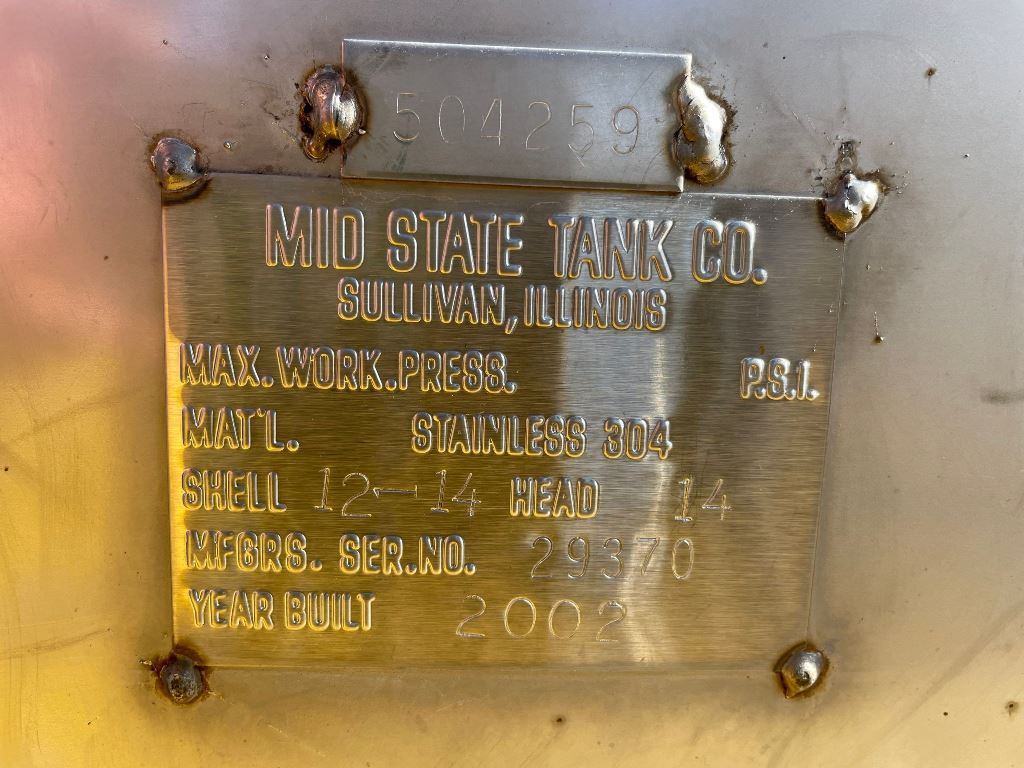 504259
MID STATE TANK CO.
SULLIVAN, ILLINOIS
MAX. WORK. PRESS. P.S.I.
MAT'L. STAINLESS 304
SHELL 12-14 HEAD 14
MFGRS. SER. NO. 29370
YEAR BUILT 2002